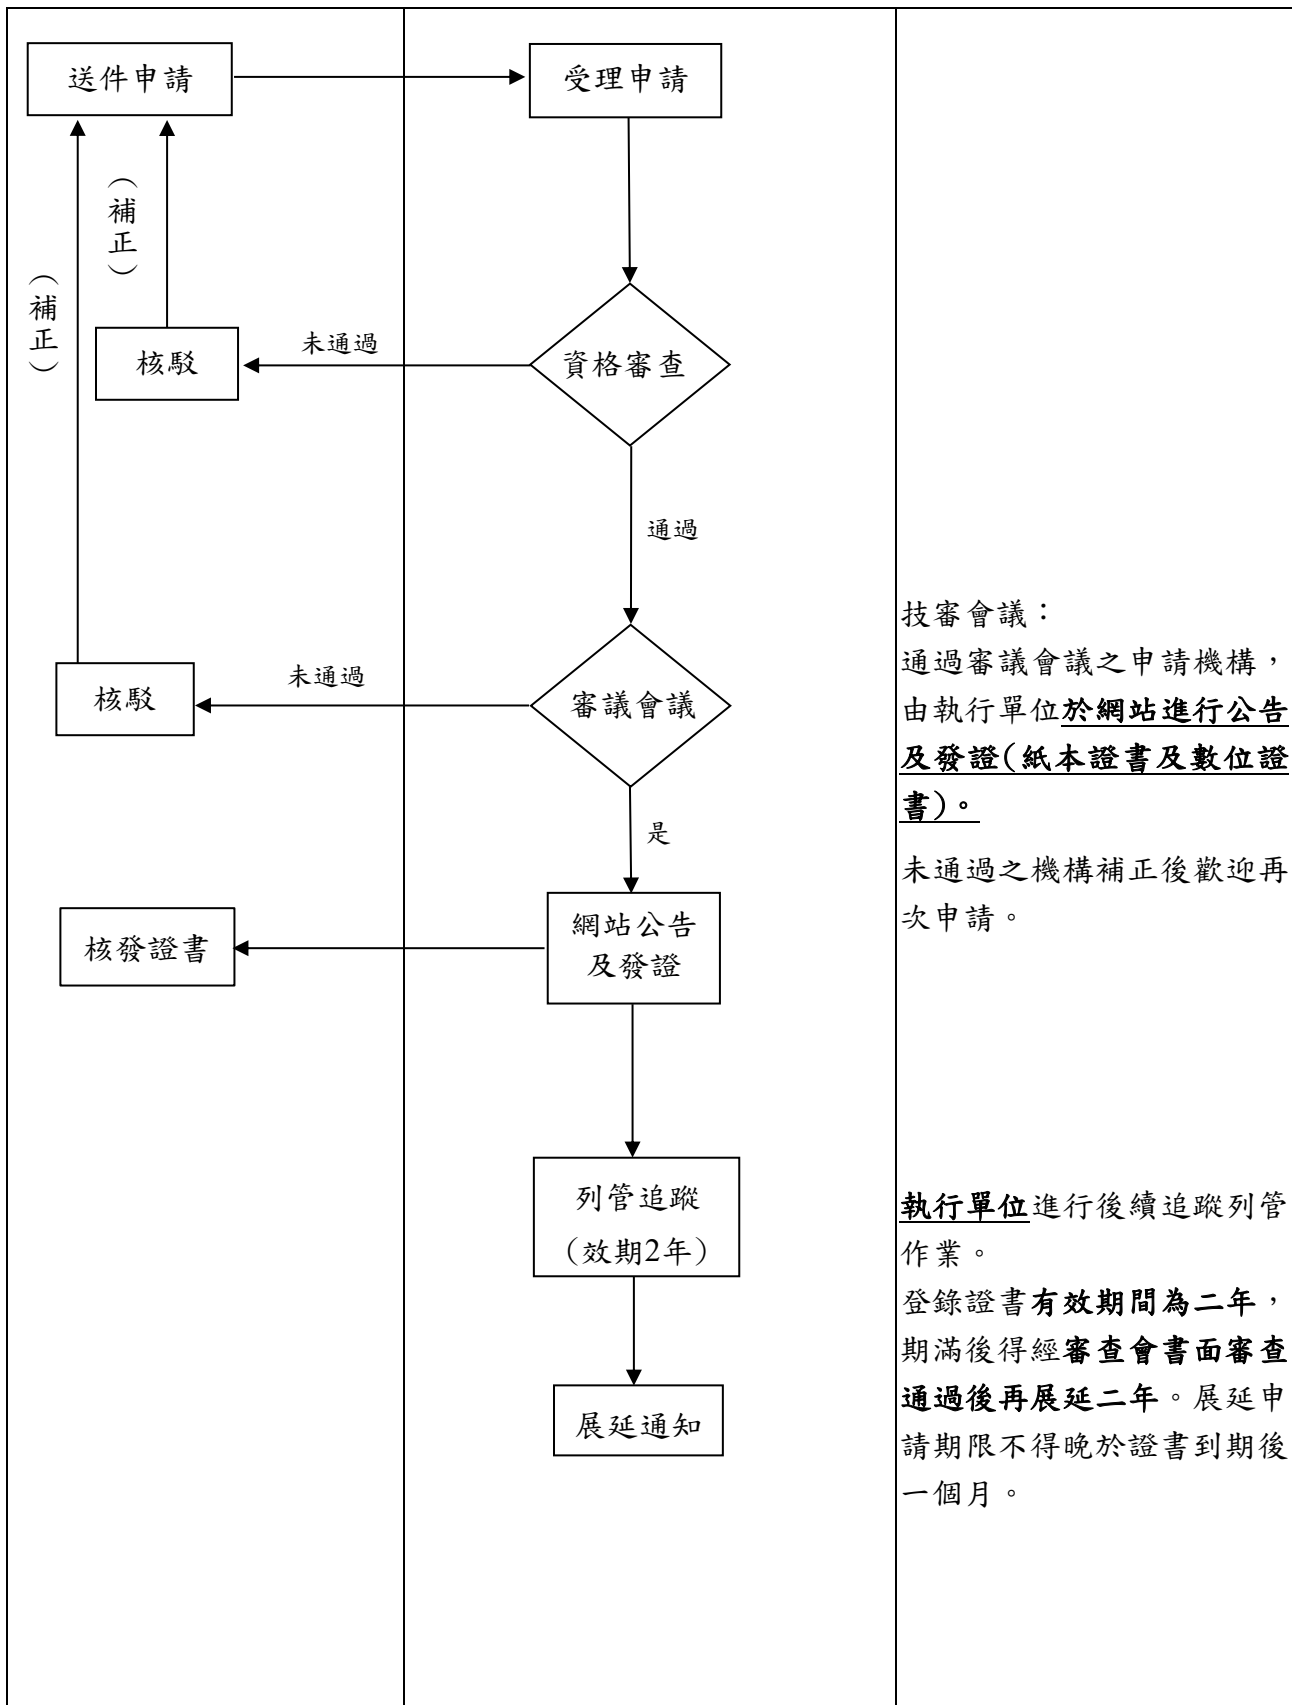 送件申請
受理申請
（補正）
（補正）
核駁
未通過
資格審查
通過
核駁
未通過
審議會議
是
核發證書
網站公告
及發證
列管追蹤
（效期2年）
展延通知
技審會議：
通過審議會議之申請機構，
由執行單位於網站進行公告
及發證(紙本證書及數位證
書)。
未通過之機構補正後歡迎再
次申請。
執行單位進行後續追蹤列管
作業。
登錄證書有效期間為二年，
期滿後得經審查會書面審查
通過後再展延二年。展延申
請期限不得晚於證書到期後
一個月。